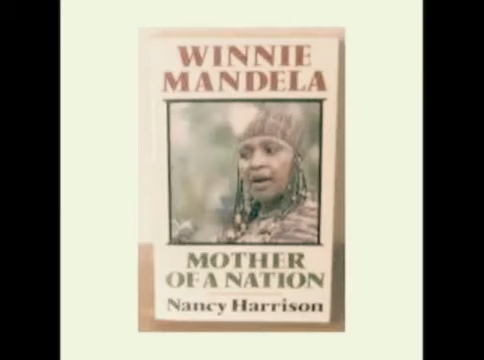 WINNIE
MANDELA
MOTHER
OF A NATION
Nancy Harrison